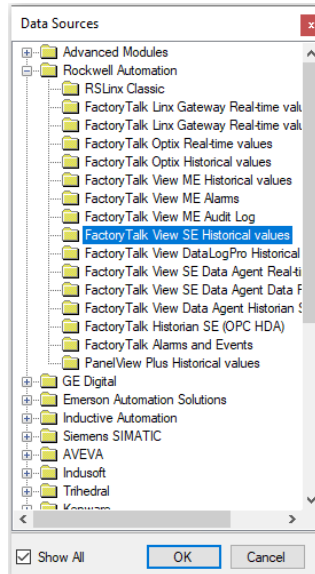 Data Sources
x
Advanced Modules
Rockwell Automation
RSLinx Classic
FactoryTalk Linx Gateway Real-time valu
FactoryTalk Linx Gateway Real-time valu
FactoryTalk Optix Real-time values
FactoryTalk Optix Historical values
FactoryTalk View ME Historical values
FactoryTalk View ME Alarms
FactoryTalk View ME Audit Log
FactoryTalk View SE Historical values
FactoryTalk View DataLogPro Historical
FactoryTalk View SE Data Agent Real-ti
FactoryTalk View SE Data Agent Data F
FactoryTalk View Data Agent Historian S
FactoryTalk Historian SE (OPC HDA)
FactoryTalk Alarms and Events
PanelView Plus Historical values
GE Digital
Emerson Automation Solutions
Inductive Automation
Siemens SIMATIC
AVEVA
Indusoft
Trihedral
Show All
OK
Cancel